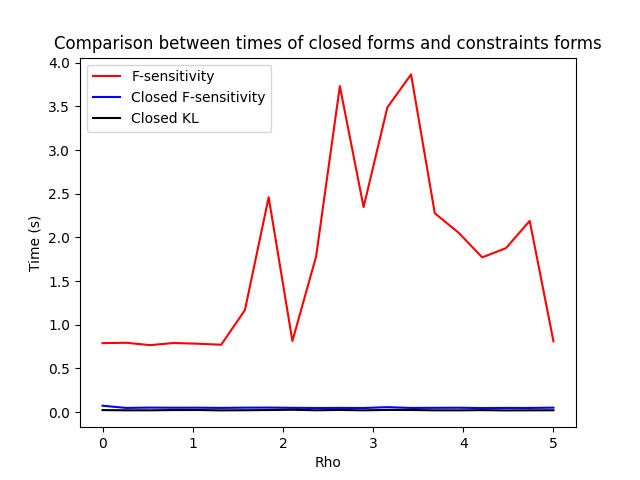 Comparison between times of closed forms and constraints forms
F-sensitivity
Closed F-sensitivity
Closed KL
Time (s)
4.0
3.5
3.0
2.5
2.0
1.5
1.0
0.5
0.0
0 1 2 3 4 5
Rho